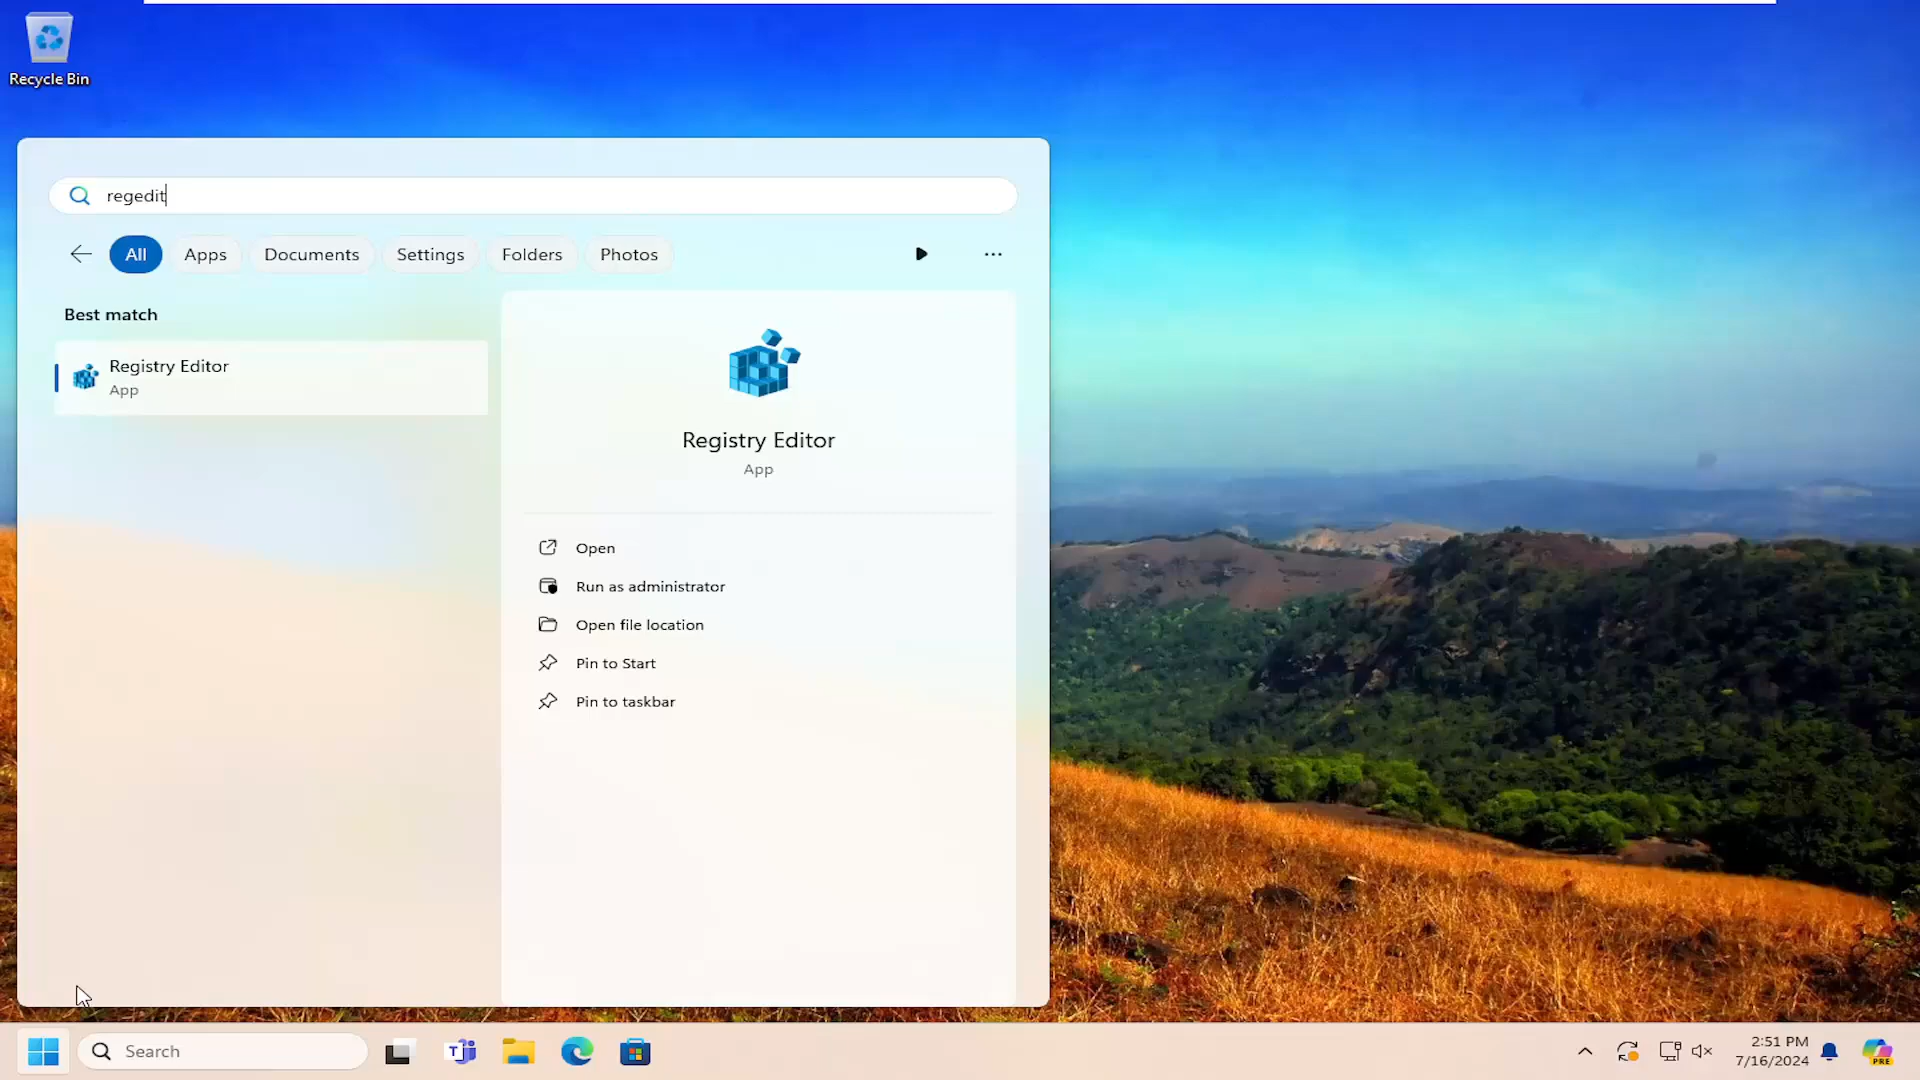 Recycle Bin
regedit
All Apps Documents Settings Folders Photos
Best match
Registry Editor
App
Registry Editor
App
Open
Run as administrator
Open file location
Pin to Start
Pin to taskbar
Search
2:51 PM
7/16/2024
T
PRE